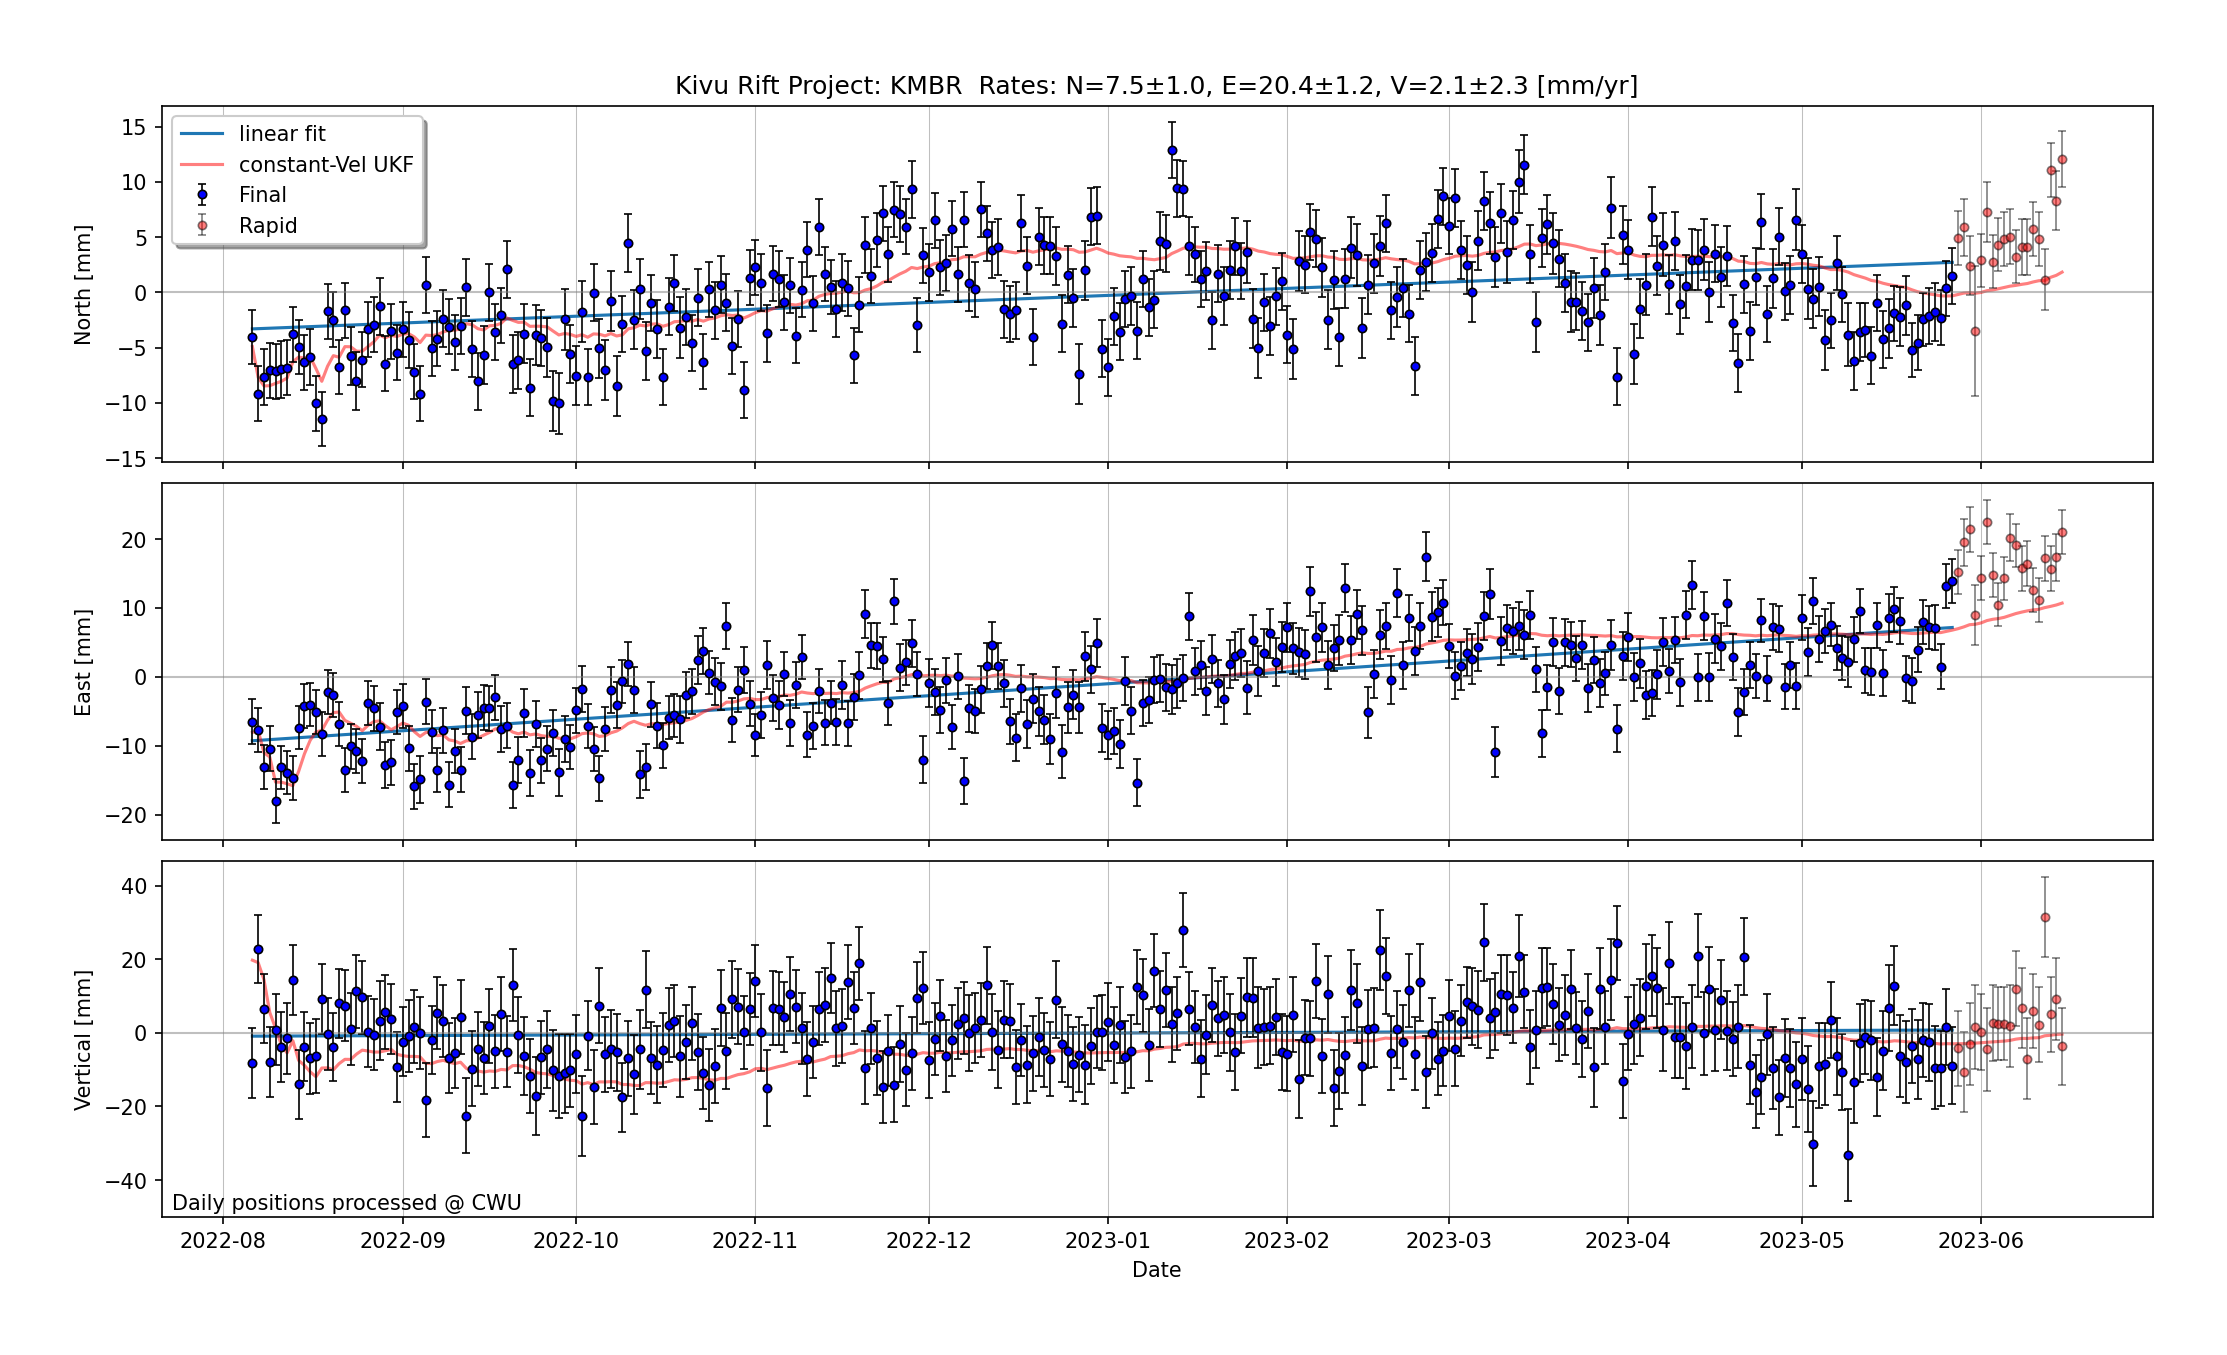 Kivu Rift Project: KMBR  Rates: N=7.5±1.0, E=20.4±1.2, V=2.1±2.3 [mm/yr]
linear fit
constant-Vel UKF
Final
Rapid
North [mm]
15
10
5
0
−5
−10
−15
East [mm]
20
10
0
−10
−20
Vertical [mm]
40
20
0
−20
−40
Daily positions processed @ CWU
2022-08 2022-09 2022-10 2022-11 2022-12 2023-01 2023-02 2023-03 2023-04 2023-05 2023-06
Date